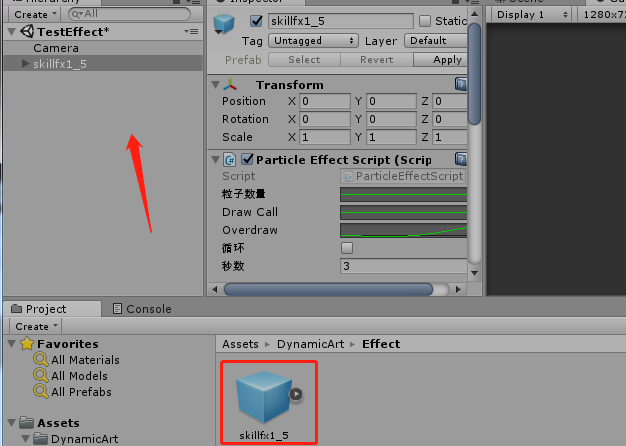 Create
All
TestEffect*
Camera
skillfx1_5
skillfx1_5
Static
Tag Untagged Layer Default
Prefab Select Revert Apply
Transform
Position X 0 Y 0 Z 0
Rotation X 0 Y 0 Z 0
Scale X 1 Y 1 Z 1
Particle Effect Script (Scrip
Script ParticleEffectScript
粒子数量
Draw Call
Overdraw
循环
秒数 3
Display 1 1280x7
Project Console
Create
Favorites
All Materials
All Models
All Prefabs
Assets
DynamicArt
Assets DynamicArt Effect
skillfx1_5